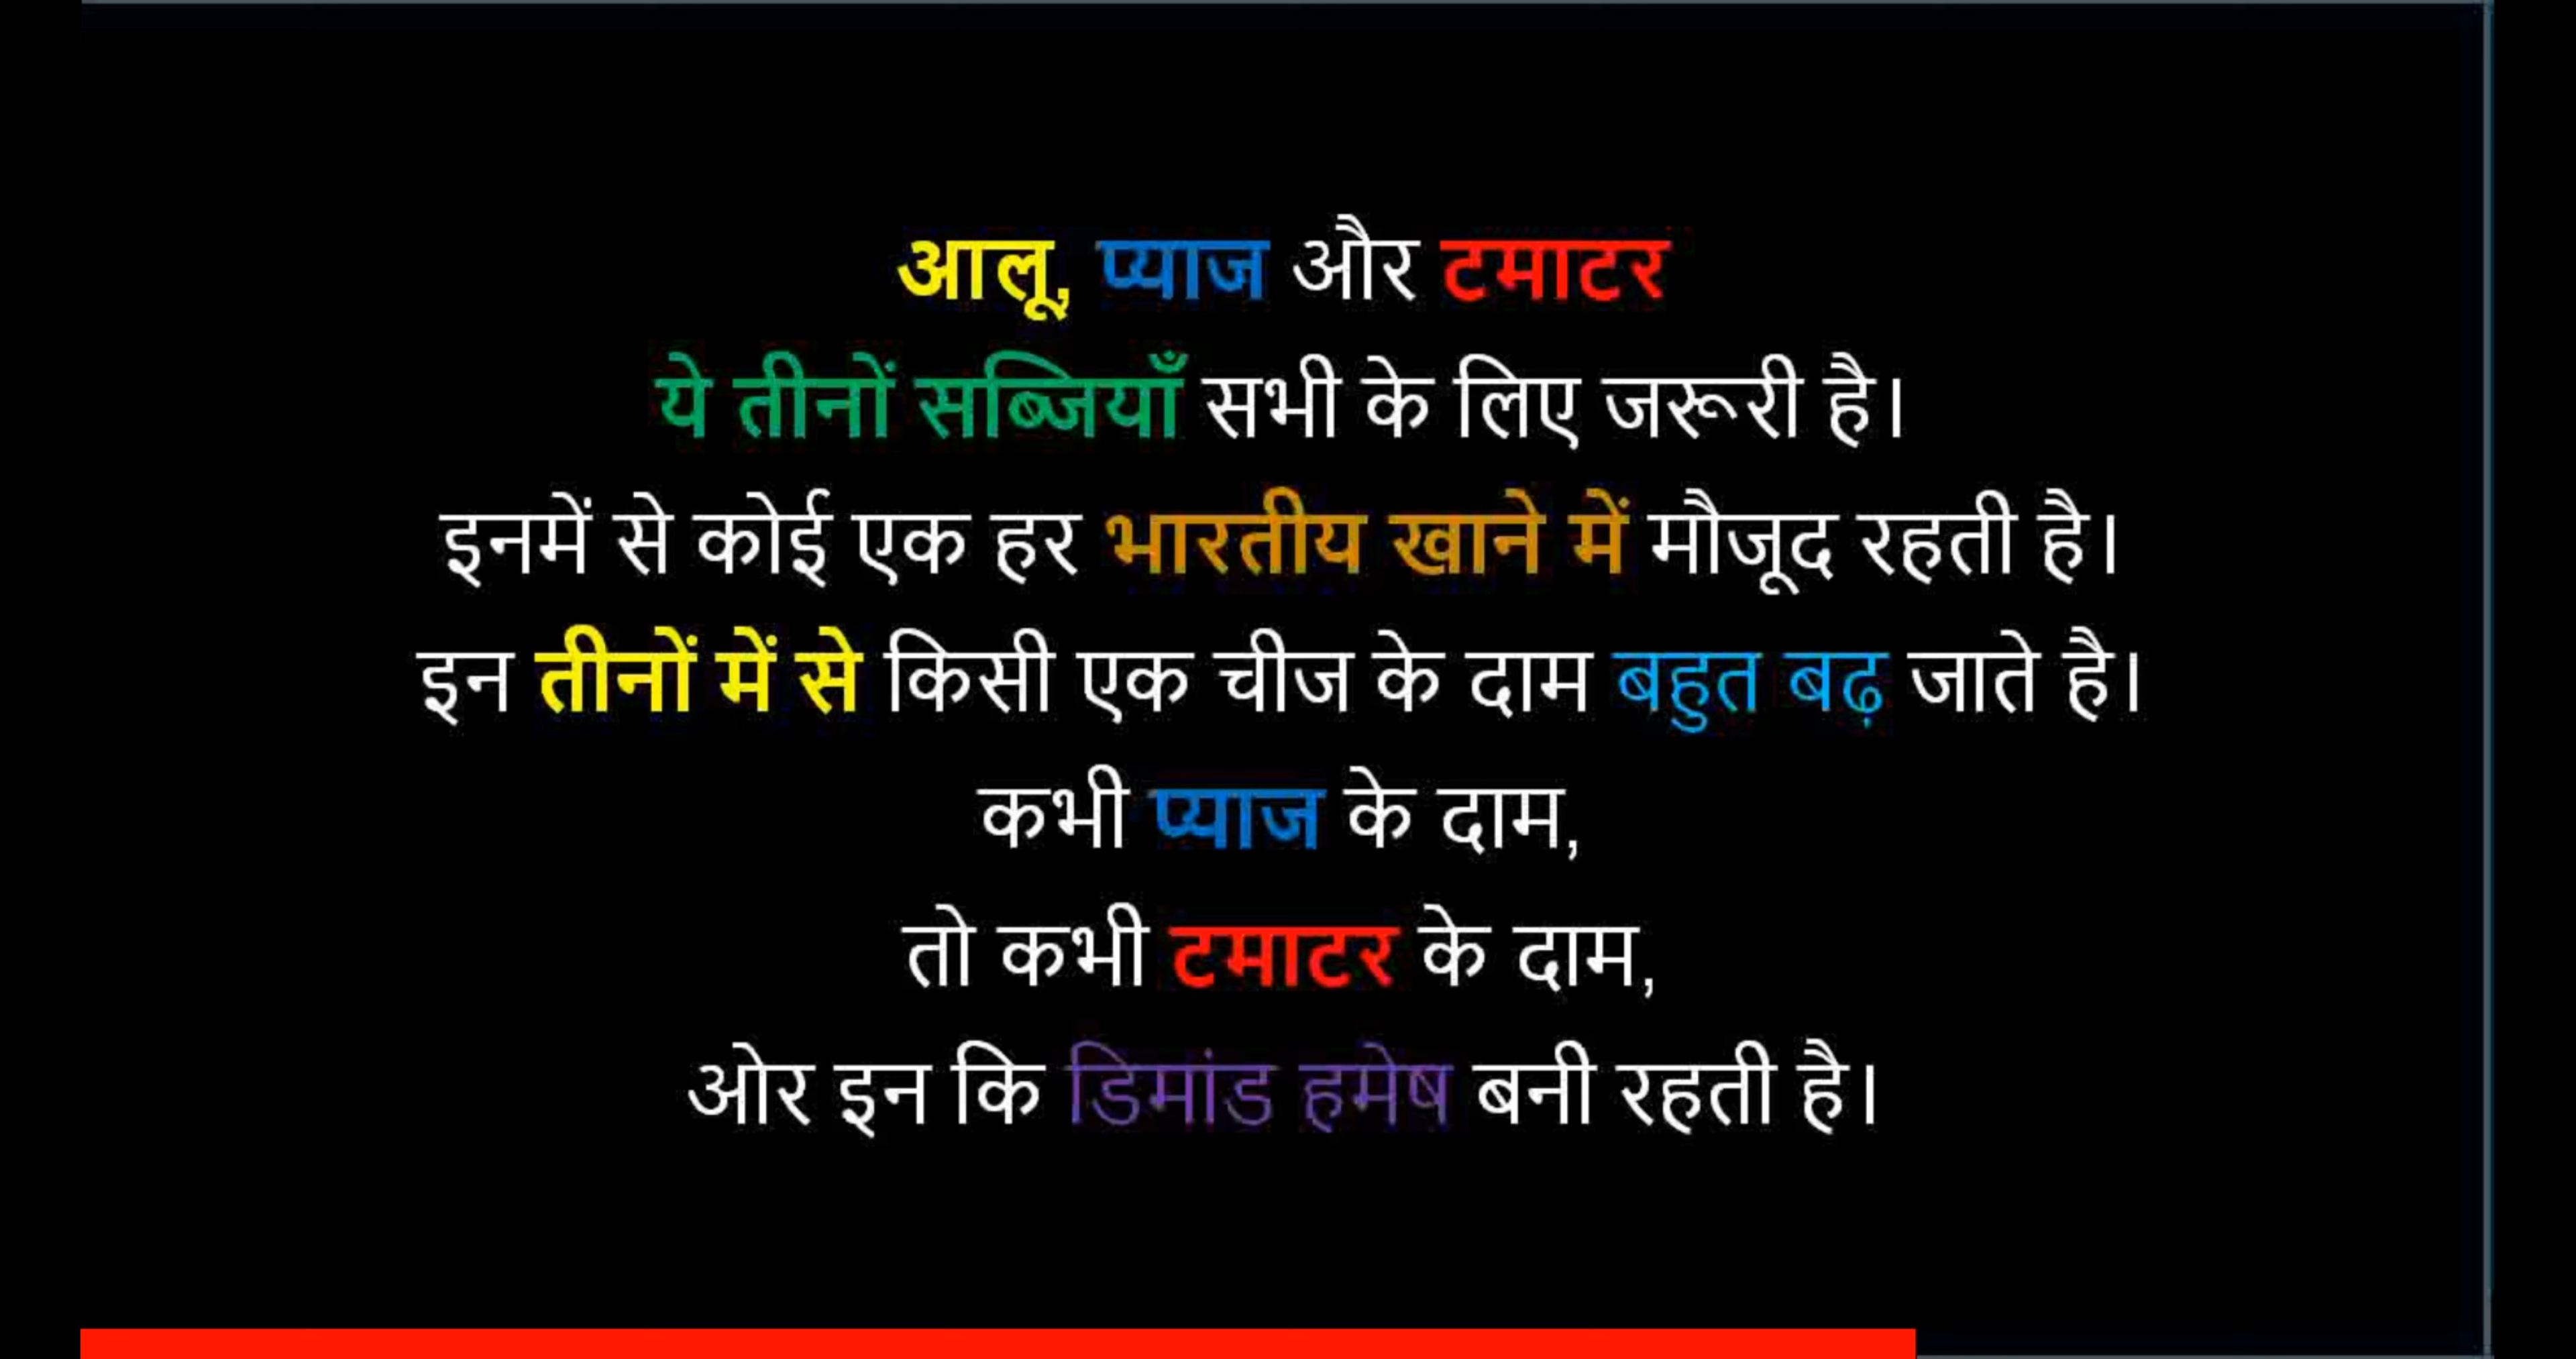 आलू, प्याज और टमाटर
ये तीनों सब्जियाँ सभी के लिए जरूरी है।
इनमें से कोई एक हर भारतीय खाने में मौजूद रहती है।
इन तीनों में से किसी एक चीज के दाम बहुत बढ़ जाते है।
कभी प्याज के दाम,
तो कभी टमाटर के दाम,
ओर इन कि डिमांड हमेष बनी रहती है।